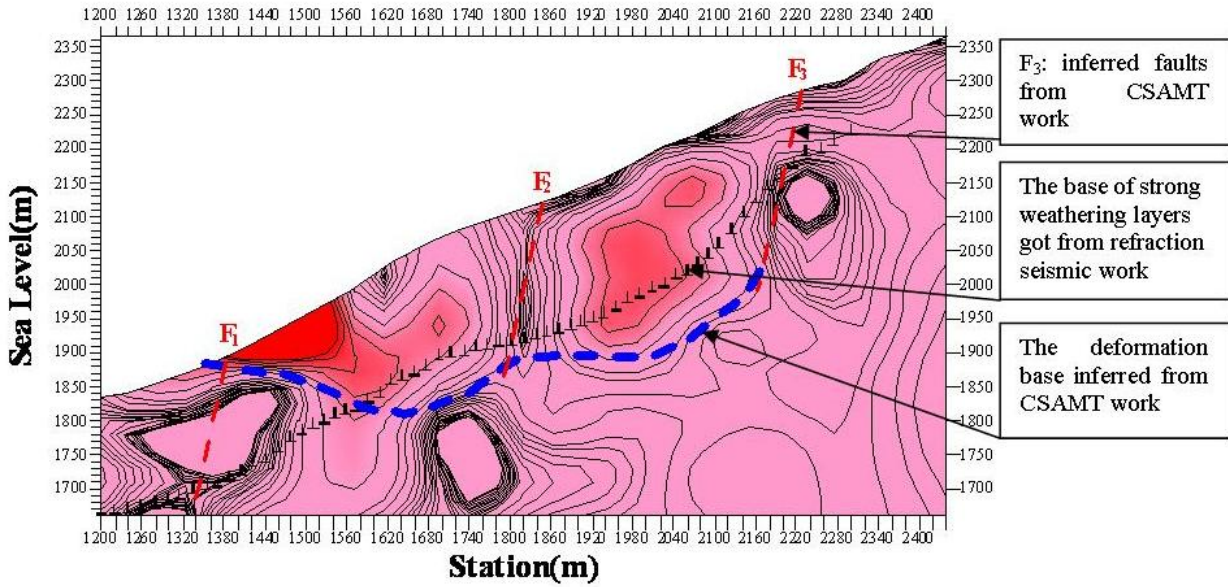 1200 1260 1320 1380 1440 1500 1560 1620 1680 1740 1800 1860 1920 1980 2040 2100 2160 2220 2280 2340 2400
2350 2350
2300 2300
2250 2250
2200 2200
2150 2150
2100 2100
2050 2050
2000 2000
1950 1950
1900 1900
1850 1850
1800 1800
1750 1750
1700 1700
Sea Level(m)
F1
F2
F3
1200 1260 1320 1380 1440 1500 1560 1620 1680 1740 1800 1860 1920 1980 2040 2100 2160 2220 2280 2340 2400
Station(m)
F3: inferred faults
from CSAMT
work
The base of strong
weathering layers
got from refraction
seismic work
The deformation
base inferred from
CSAMT work